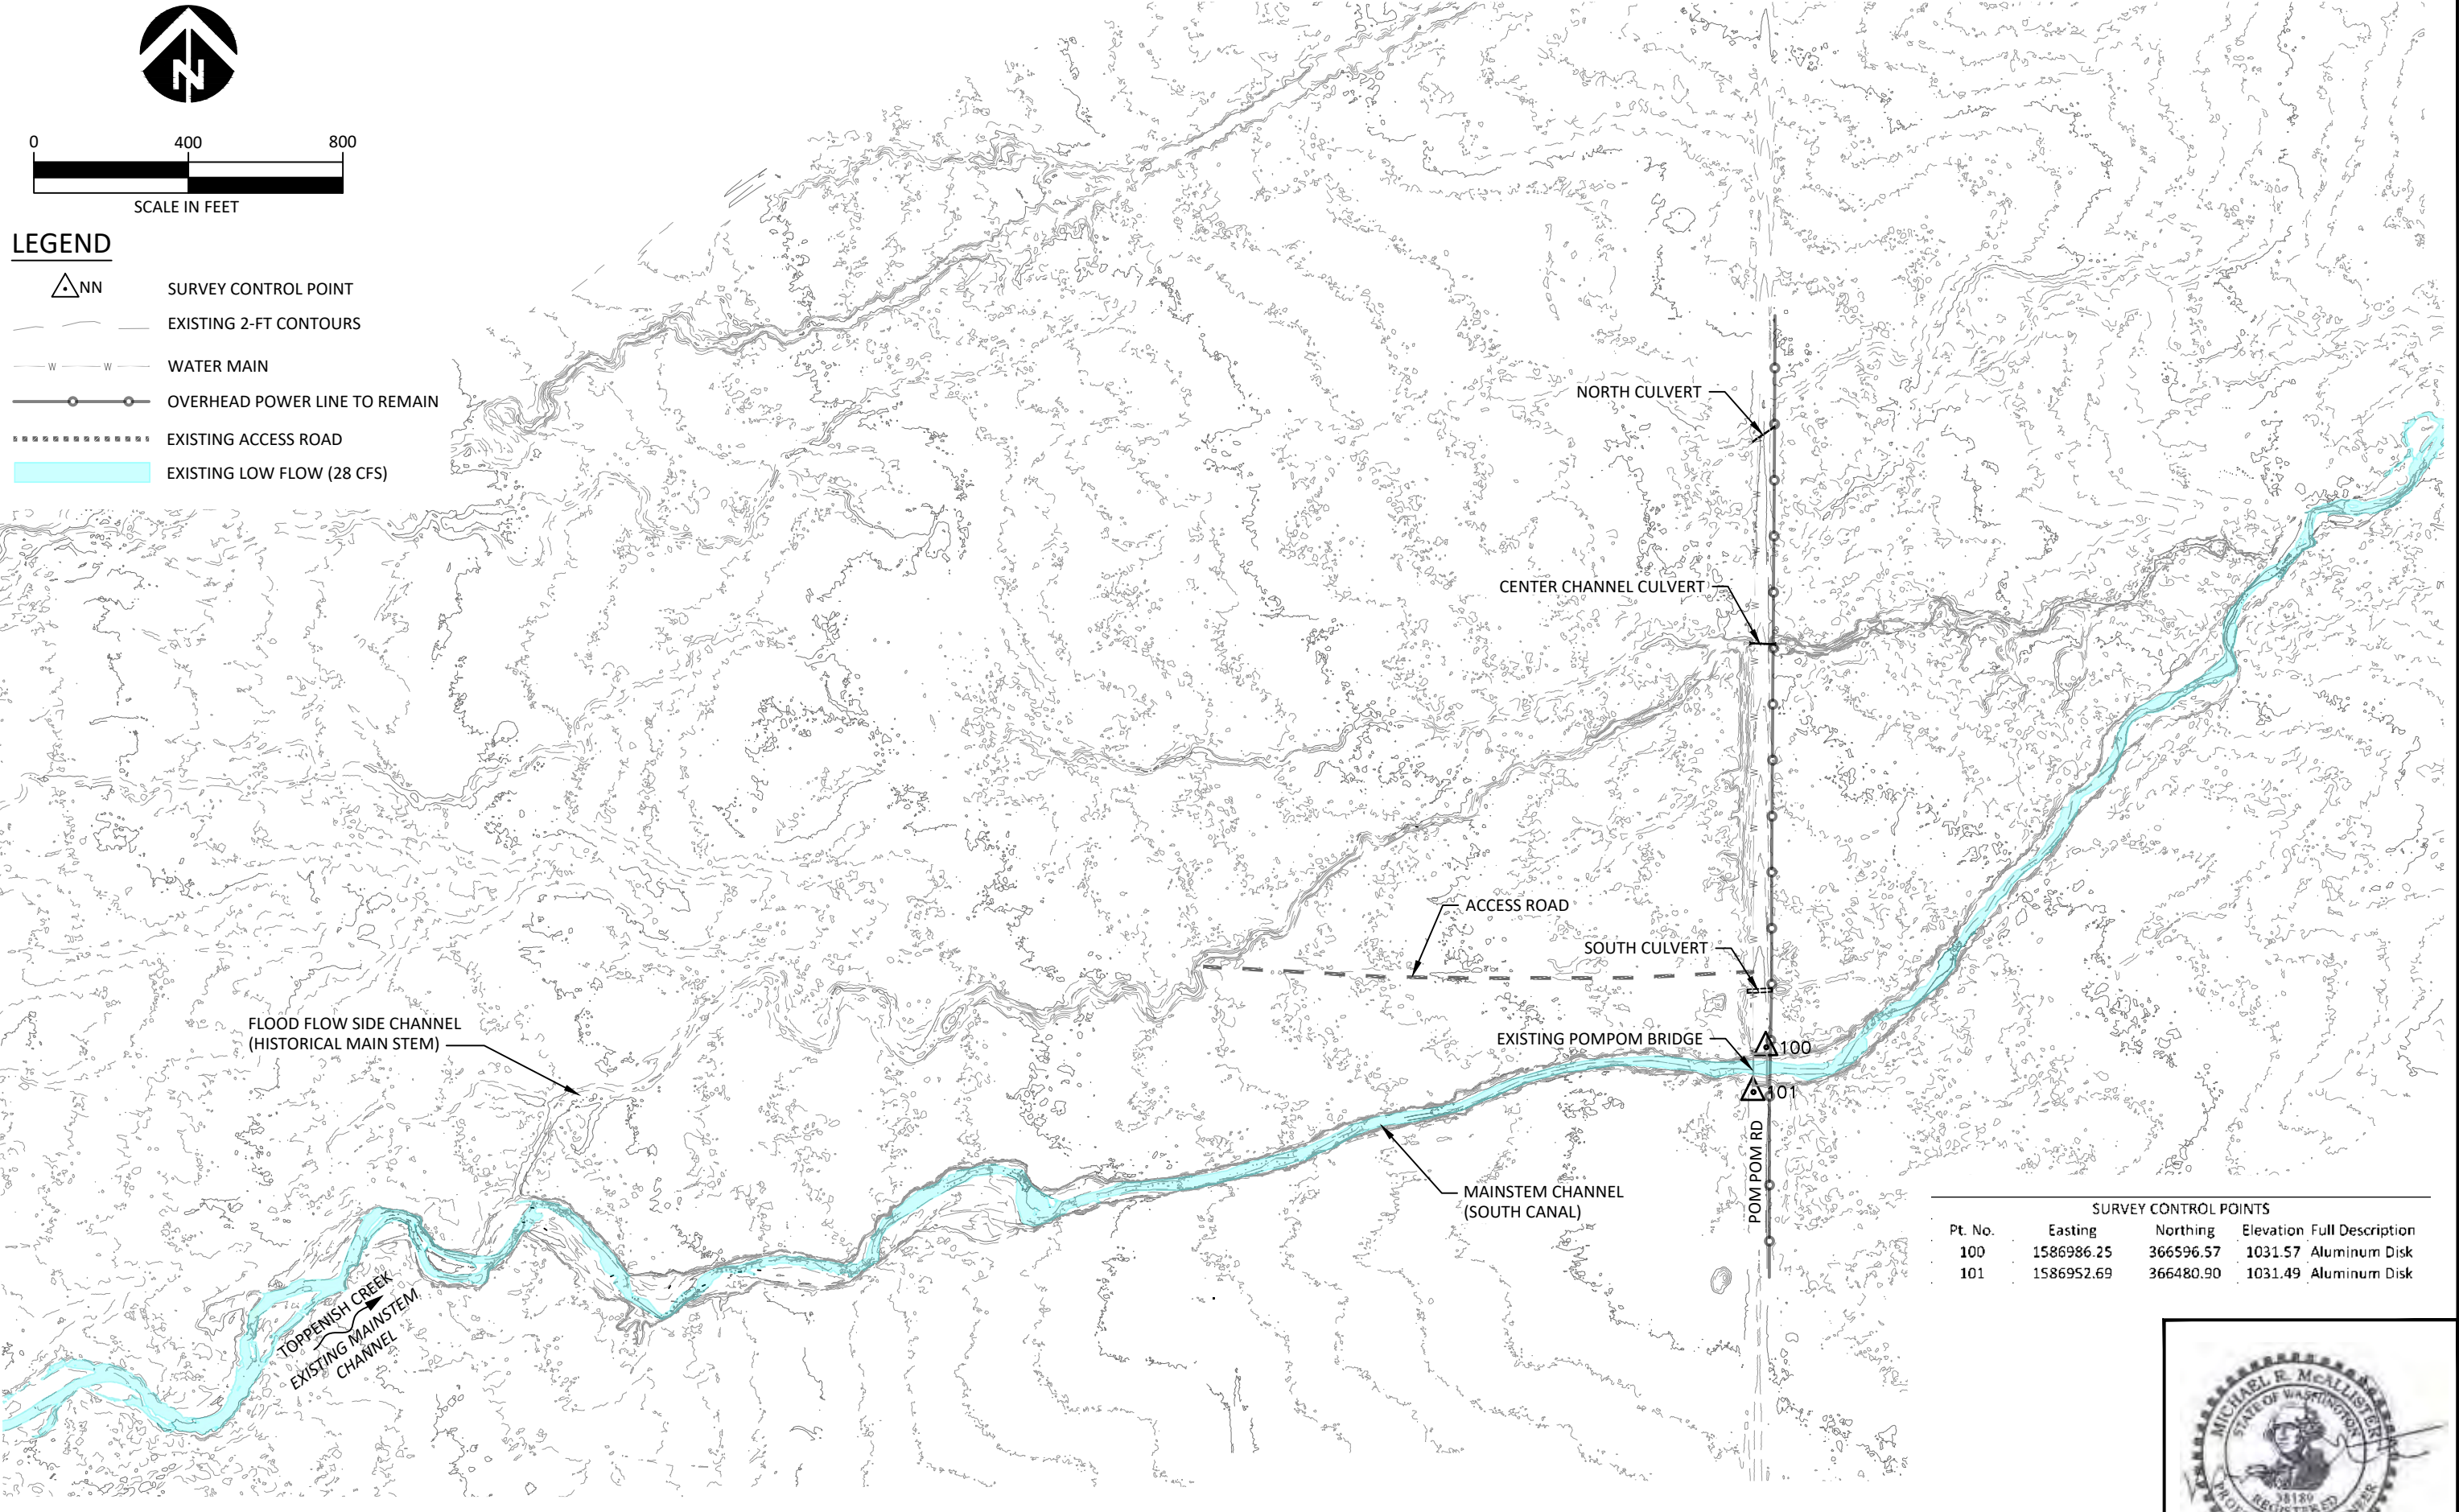 N
0 400 800
SCALE IN FEET
LEGEND
NN SURVEY CONTROL POINT
EXISTING 2-FT CONTOURS
W W WATER MAIN
OVERHEAD POWER LINE TO REMAIN
EXISTING ACCESS ROAD
EXISTING LOW FLOW (28 CFS)
NORTH CULVERT
CENTER CHANNEL CULVERT
ACCESS ROAD
SOUTH CULVERT
FLOOD FLOW SIDE CHANNEL
(HISTORICAL MAIN STEM)
EXISTING POMPOM BRIDGE
100
101
POM POM RD
MAINSTEM CHANNEL
(SOUTH CANAL)
TOPPENISH CREEK
EXISTING MAINSTEM
CHANNEL
SURVEY CONTROL POINTS
Pt. No. Easting Northing Elevation Full Description
100 1586986.25 366596.57 1031.57 Aluminum Disk
101 1586952.69 366480.90 1031.49 Aluminum Disk
MICHAEL R. McALLISTER
STATE OF WASHINGTON
38180
REGISTERED